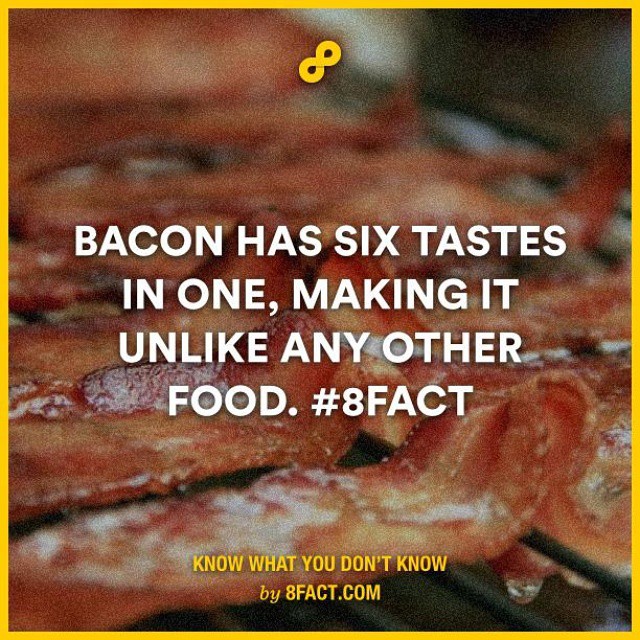 BACON HAS SIX TASTES
IN ONE, MAKING IT
UNLIKE ANY OTHER
FOOD. #8FACT
KNOW WHAT YOU DON'T KNOW
by 8FACT.COM